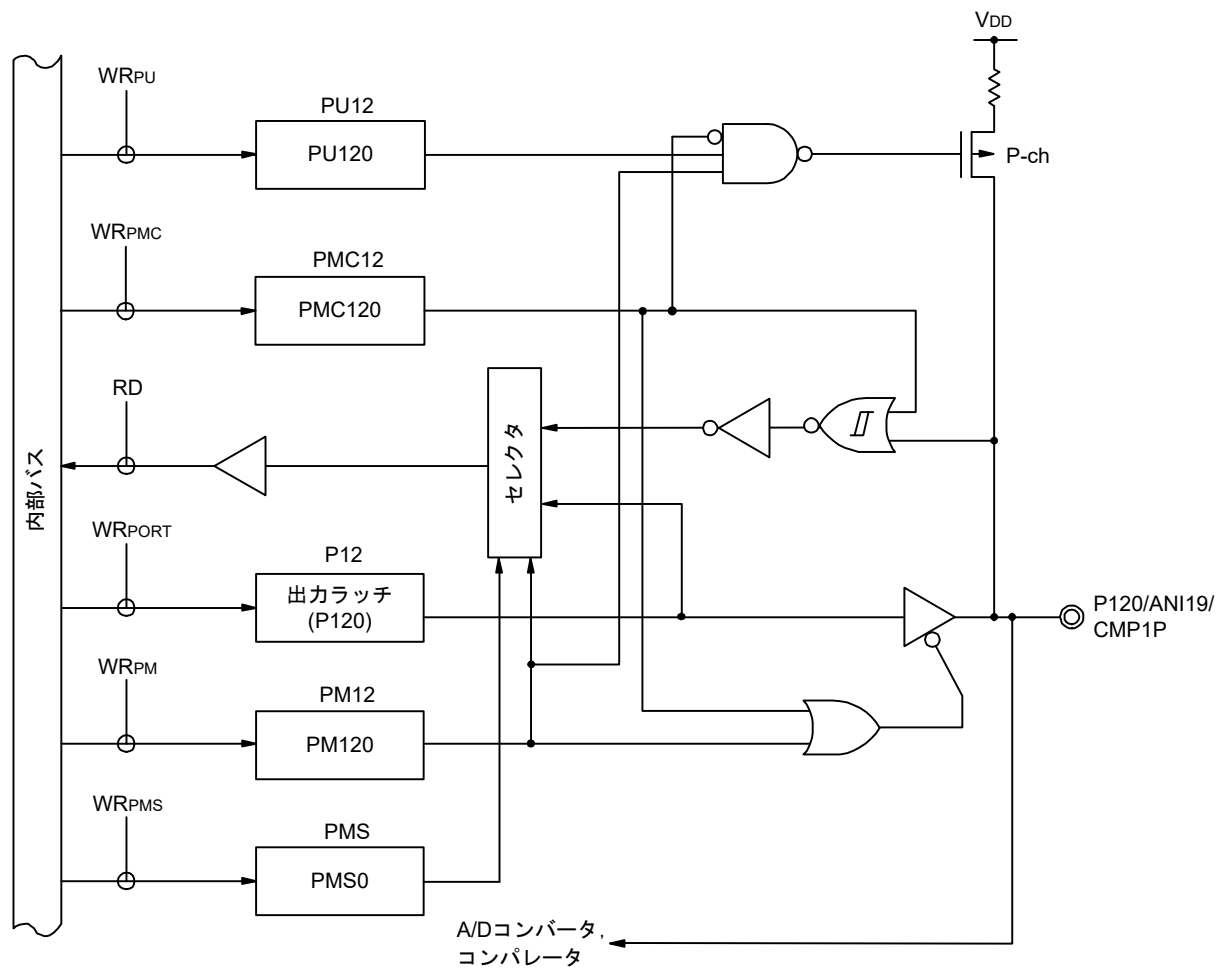 VDD
WRPU
PU12
PU120
P-ch
WRPMC
PMC12
PMC120
RD
セレクタ
内部バス
WRPORT
P12
出力ラッチ
(P120)
P120/ANI19/
CMP1P
WRPM
PM12
PM120
WRPMS
PMS
PMS0
A/Dコンバータ,
コンパレータ